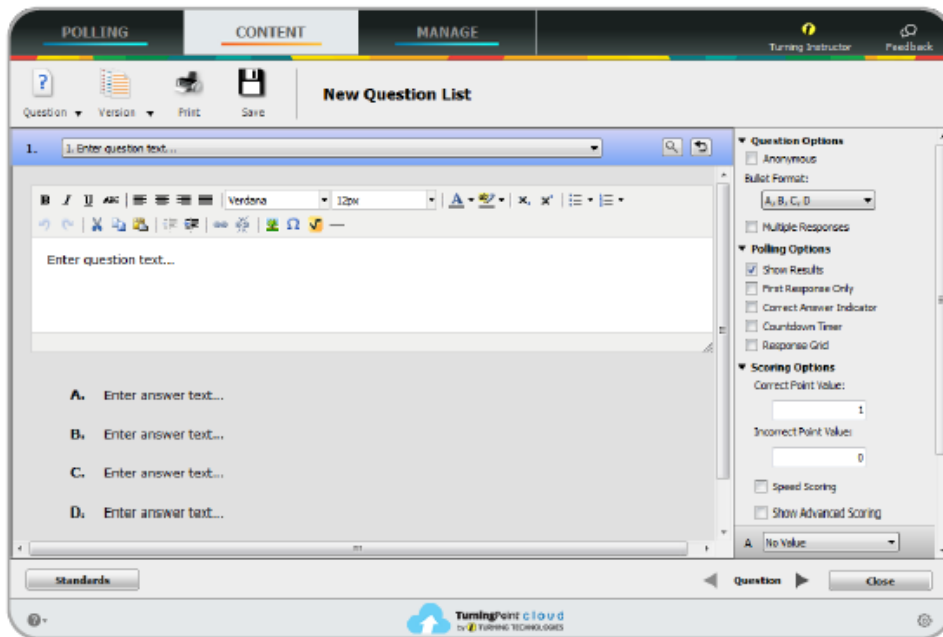 POLLING CONTENT MANAGE
Turning Instructor Feedback
Question Version Print Save
New Question List
1. 1. Enter question text...
B I U ABC Verdana 12px A x, x'
Ω
Enter question text...
A. Enter answer text...
B. Enter answer text...
C. Enter answer text...
D. Enter answer text...
Question Options
Anonymous
Bullet Format:
A, B, C, D
Multiple Responses
Polling Options
Show Results
First Response Only
Correct Answer Indicator
Countdown Timer
Response Grid
Scoring Options
Correct Point Value:
1
Incorrect Point Value:
0
Speed Scoring
Show Advanced Scoring
A No Value
Standards Question Close
TurningPoint cloud
by TURNING TECHNOLOGIES